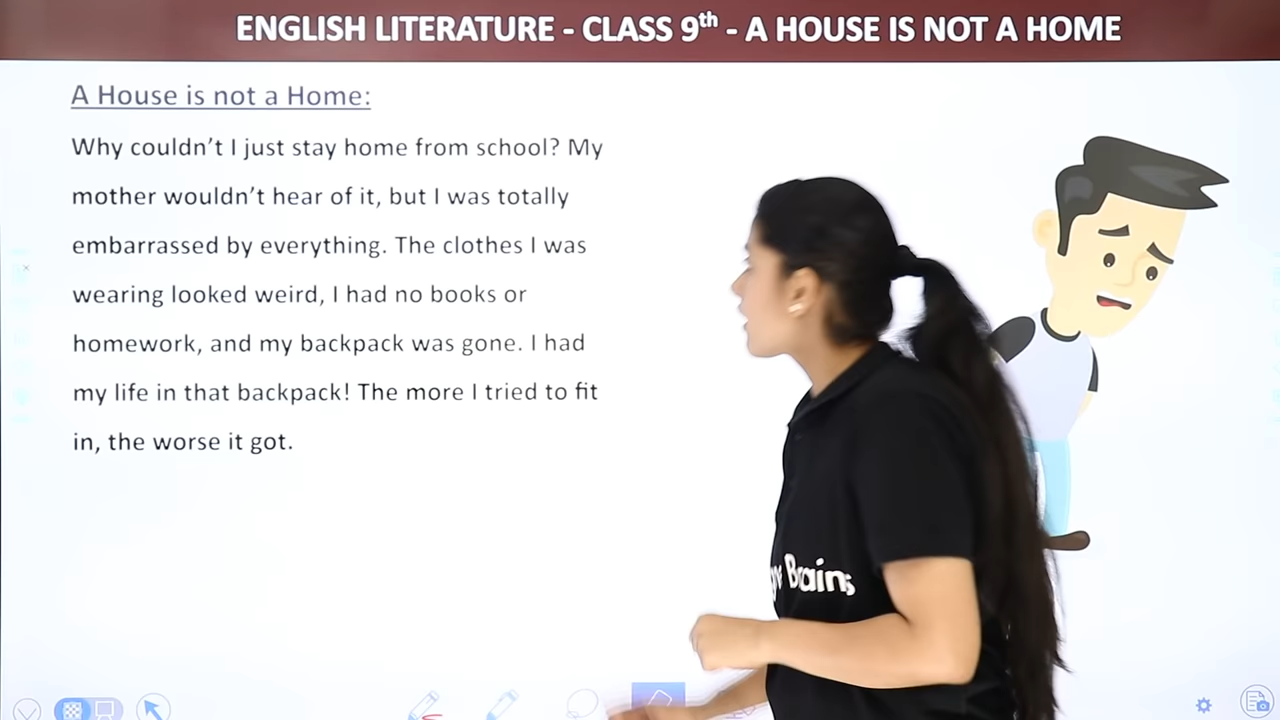 ENGLISH LITERATURE - CLASS 9th - A HOUSE IS NOT A HOME
A House is not a Home:
Why couldn't I just stay home from school? My
mother wouldn't hear of it, but I was totally
embarrassed by everything. The clothes I was
wearing looked weird, I had no books or
homework, and my backpack was gone. I had
my life in that backpack! The more I tried to fit
in, the worse it got.
Brains